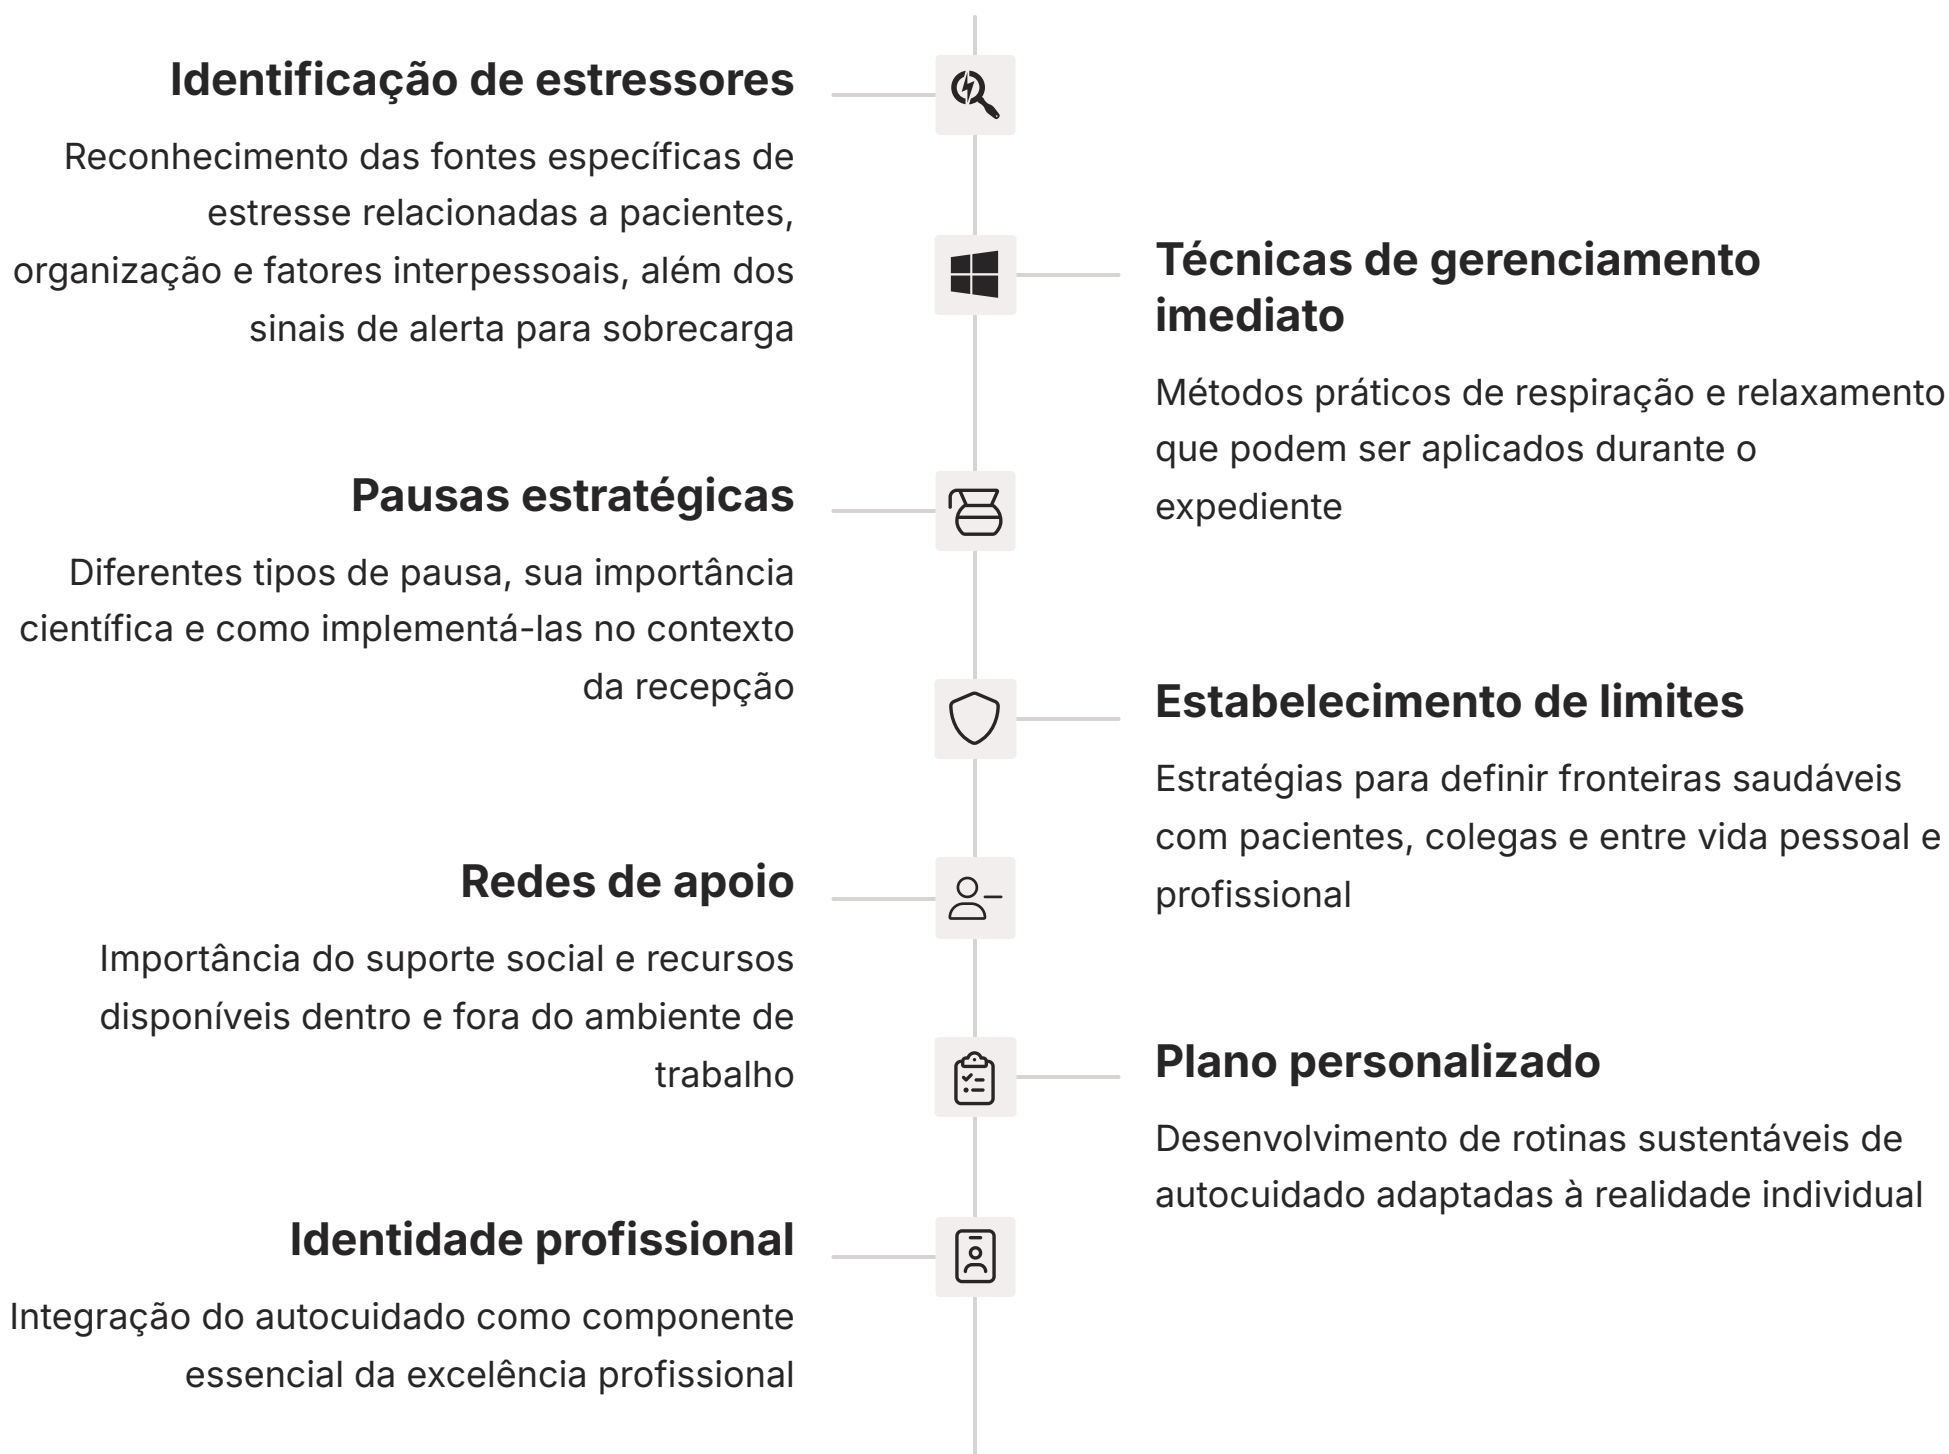 Identificação de estressores
Reconhecimento das fontes específicas de
estresse relacionadas a pacientes,
organização e fatores interpessoais, além dos
sinais de alerta para sobrecarga
Técnicas de gerenciamento
imediato
Métodos práticos de respiração e relaxamento
que podem ser aplicados durante o
expediente
Pausas estratégicas
Diferentes tipos de pausa, sua importância
científica e como implementá-las no contexto
da recepção
Estabelecimento de limites
Estratégias para definir fronteiras saudáveis
com pacientes, colegas e entre vida pessoal e
profissional
Redes de apoio
Importância do suporte social e recursos
disponíveis dentro e fora do ambiente de
trabalho
Plano personalizado
Desenvolvimento de rotinas sustentáveis de
autocuidado adaptadas à realidade individual
Identidade profissional
Integração do autocuidado como componente
essencial da excelência profissional